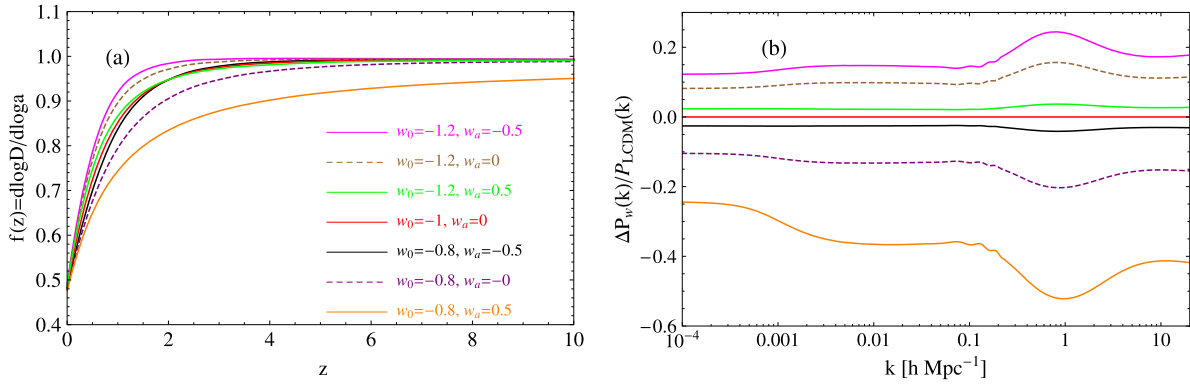 (a)
f(z)=dlogD/dloga
1.1
1.0
0.9
0.8
0.7
0.6
0.5
0.4
w₀=−1.2, wₐ=−0.5
w₀=−1.2, wₐ=0
w₀=−1.2, wₐ=0.5
w₀=−1, wₐ=0
w₀=−0.8, wₐ=−0.5
w₀=−0.8, wₐ=−0
w₀=−0.8, wₐ=0.5
0 2 4 6 8 10
z
(b)
ΔP_w(k)/P_LCDM(k)
0.2
0.0
−0.2
−0.4
−0.6
10⁻⁴ 0.001 0.01 0.1 1 10
k [h Mpc⁻¹]